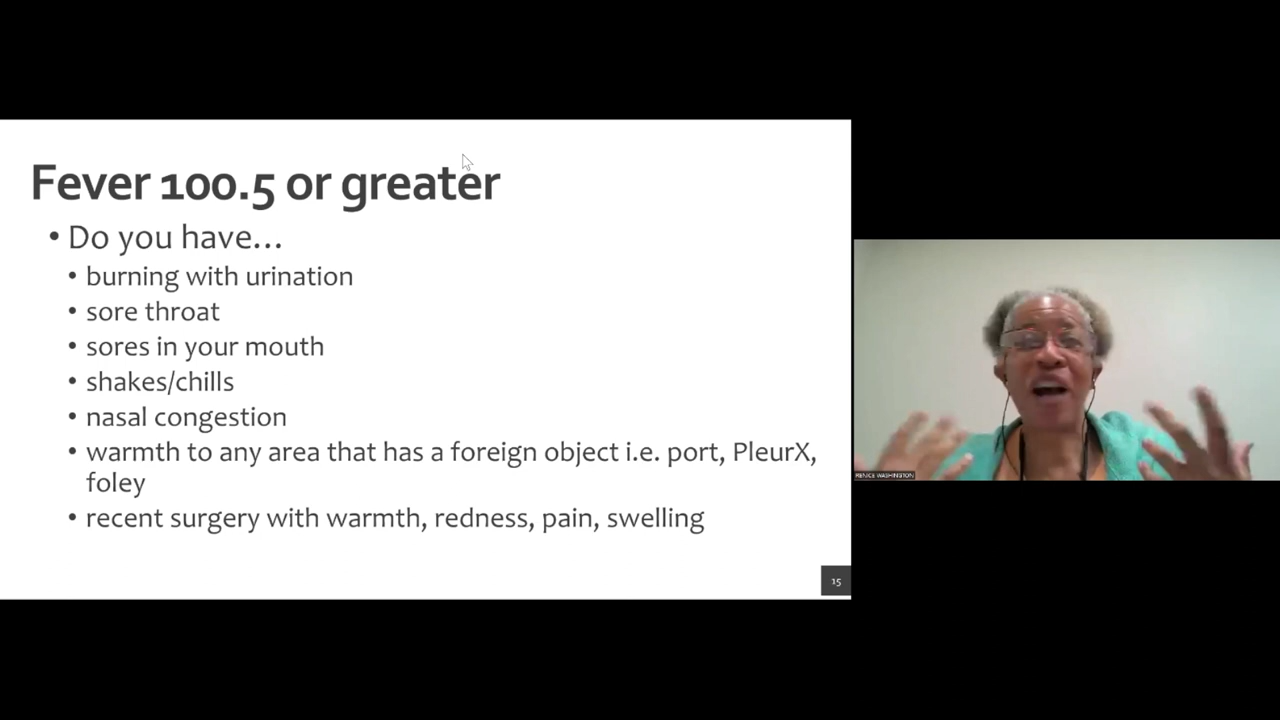 Fever 100.5 or greater
• Do you have…
• burning with urination
• sore throat
• sores in your mouth
• shakes/chills
• nasal congestion
• warmth to any area that has a foreign object i.e. port, PleurX,
foley
• recent surgery with warmth, redness, pain, swelling
15
RENICE WASHINGTON